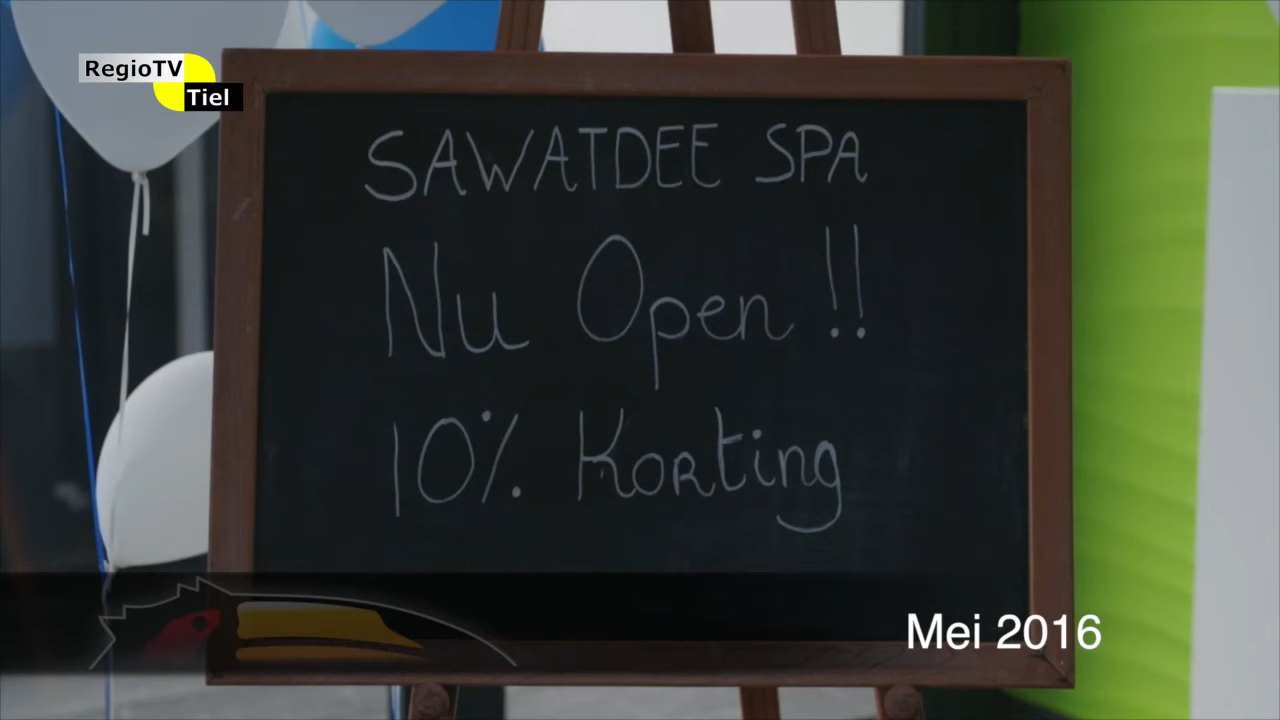 RegioTV
Tiel
SAWATDEE SPA
Nu Open !!
10% Korting
Mei 2016